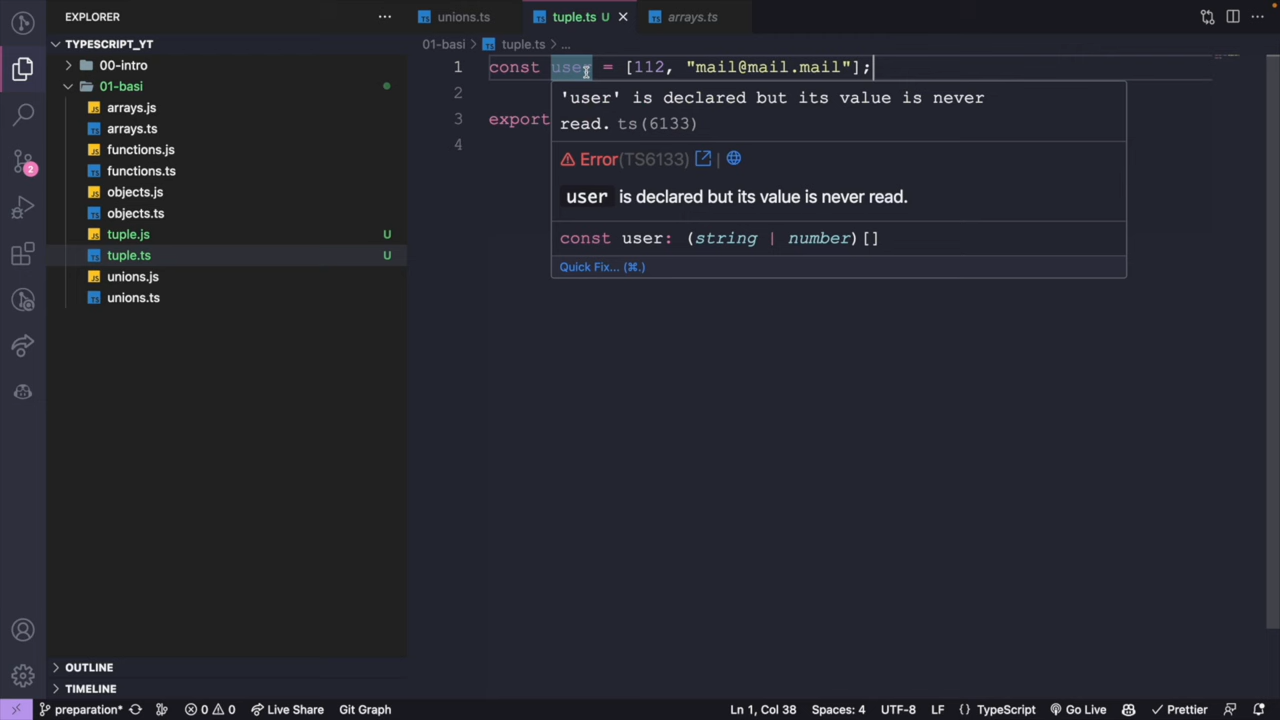 EXPLORER
TYPESCRIPT_YT
00-intro
01-basi
arrays.js
arrays.ts
functions.js
functions.ts
objects.js
objects.ts
tuple.js U
tuple.ts U
unions.js
unions.ts
OUTLINE
TIMELINE
unions.ts tuple.ts U arrays.ts
01-basi tuple.ts ...
1 const user = [112, "mail@mail.mail"];
2
3 export
4
'user' is declared but its value is never
read. ts(6133)
Error(TS6133) |
user is declared but its value is never read.
const user: (string | number)[]
Quick Fix... (⌘.)
2
preparation* 0 0 Live Share Git Graph Ln 1, Col 38 Spaces: 4 UTF-8 LF {} TypeScript Go Live Prettier